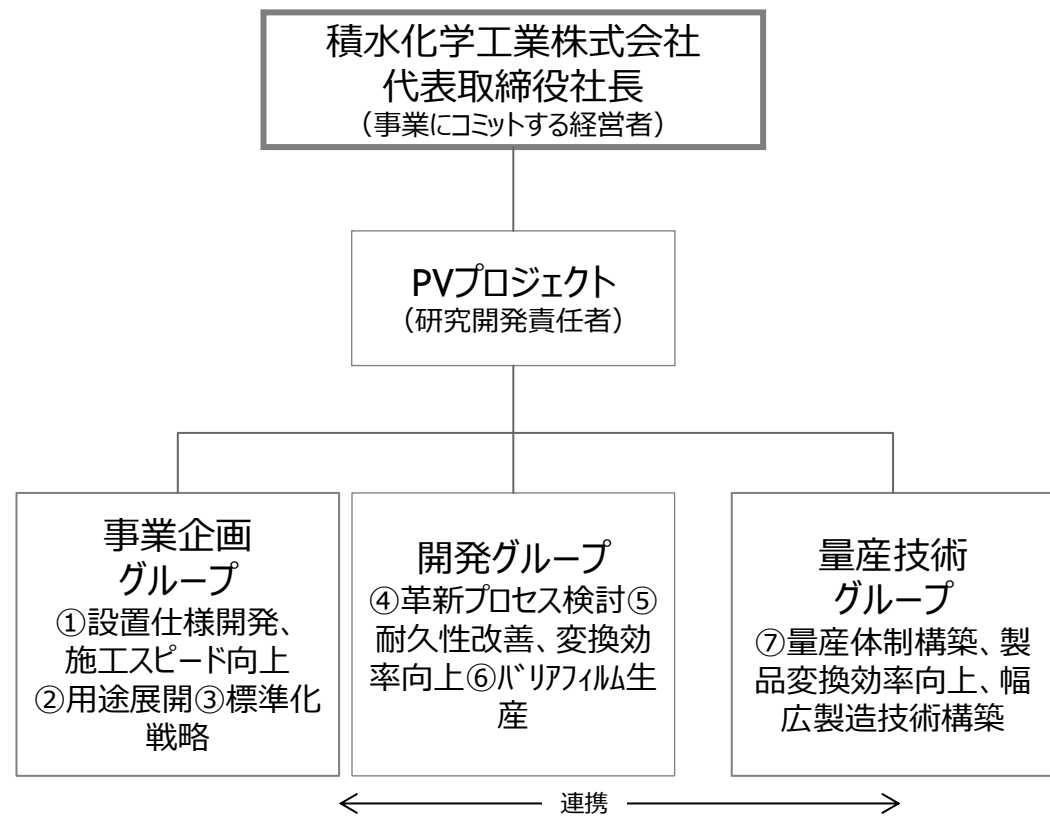 積水化学工業株式会社
代表取締役社長
（事業にコミットする経営者）
PVプロジェクト
（研究開発責任者）
事業企画
グループ
①設置仕様開発、
施工スピード向上
②用途展開③標準化
戦略
開発グループ
④革新プロセス検討⑤
耐久性改善、変換効
率向上⑥ﾊﾞﾘｱﾌｨﾙﾑ生
産
量産技術
グループ
⑦量産体制構築、製
品変換効率向上、幅
広製造技術構築
連携